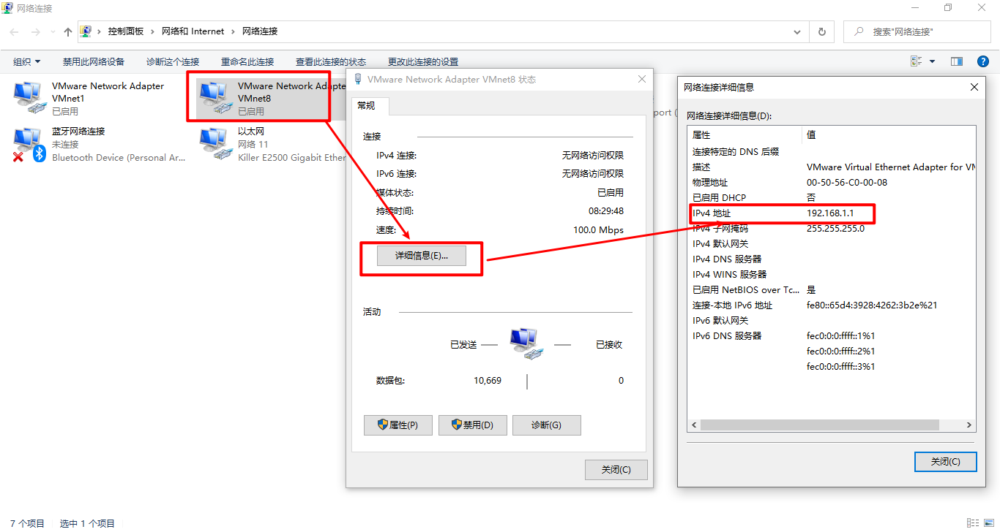 网络连接
控制面板 › 网络和 Internet › 网络连接
搜索"网络连接"
组织
禁用此网络设备
诊断这个连接
重命名此连接
查看此连接的状态
更改此连接的设置
VMware Network Adapter
VMnet1
已启用
VMware Network Adapte
VMnet8
已启用
port (
蓝牙网络连接
未连接
Bluetooth Device (Personal Ar...
以太网
网络 11
Killer E2500 Gigabit Ether
VMware Network Adapter VMnet8 状态
常规
连接
IPv4 连接: 无网络访问权限
IPv6 连接: 无网络访问权限
媒体状态: 已启用
持续时间: 08:29:48
速度: 100.0 Mbps
详细信息(E)...
活动
已发送 — — 已接收
数据包: 10,669 0
属性(P)
禁用(D)
诊断(G)
关闭(C)
网络连接详细信息
网络连接详细信息(D):
属性 值
连接特定的 DNS 后缀
描述 VMware Virtual Ethernet Adapter for VM
物理地址 00-50-56-C0-00-08
已启用 DHCP 否
IPv4 地址 192.168.1.1
IPv4 子网掩码 255.255.255.0
IPv4 默认网关
IPv4 DNS 服务器
IPv4 WINS 服务器
已启用 NetBIOS over Tc... 是
连接-本地 IPv6 地址 fe80::65d4:3928:4262:3b2e%21
IPv6 默认网关
IPv6 DNS 服务器 fec0:0:0:ffff::1%1
fec0:0:0:ffff::2%1
fec0:0:0:ffff::3%1
关闭(C)
7 个项目 选中 1 个项目